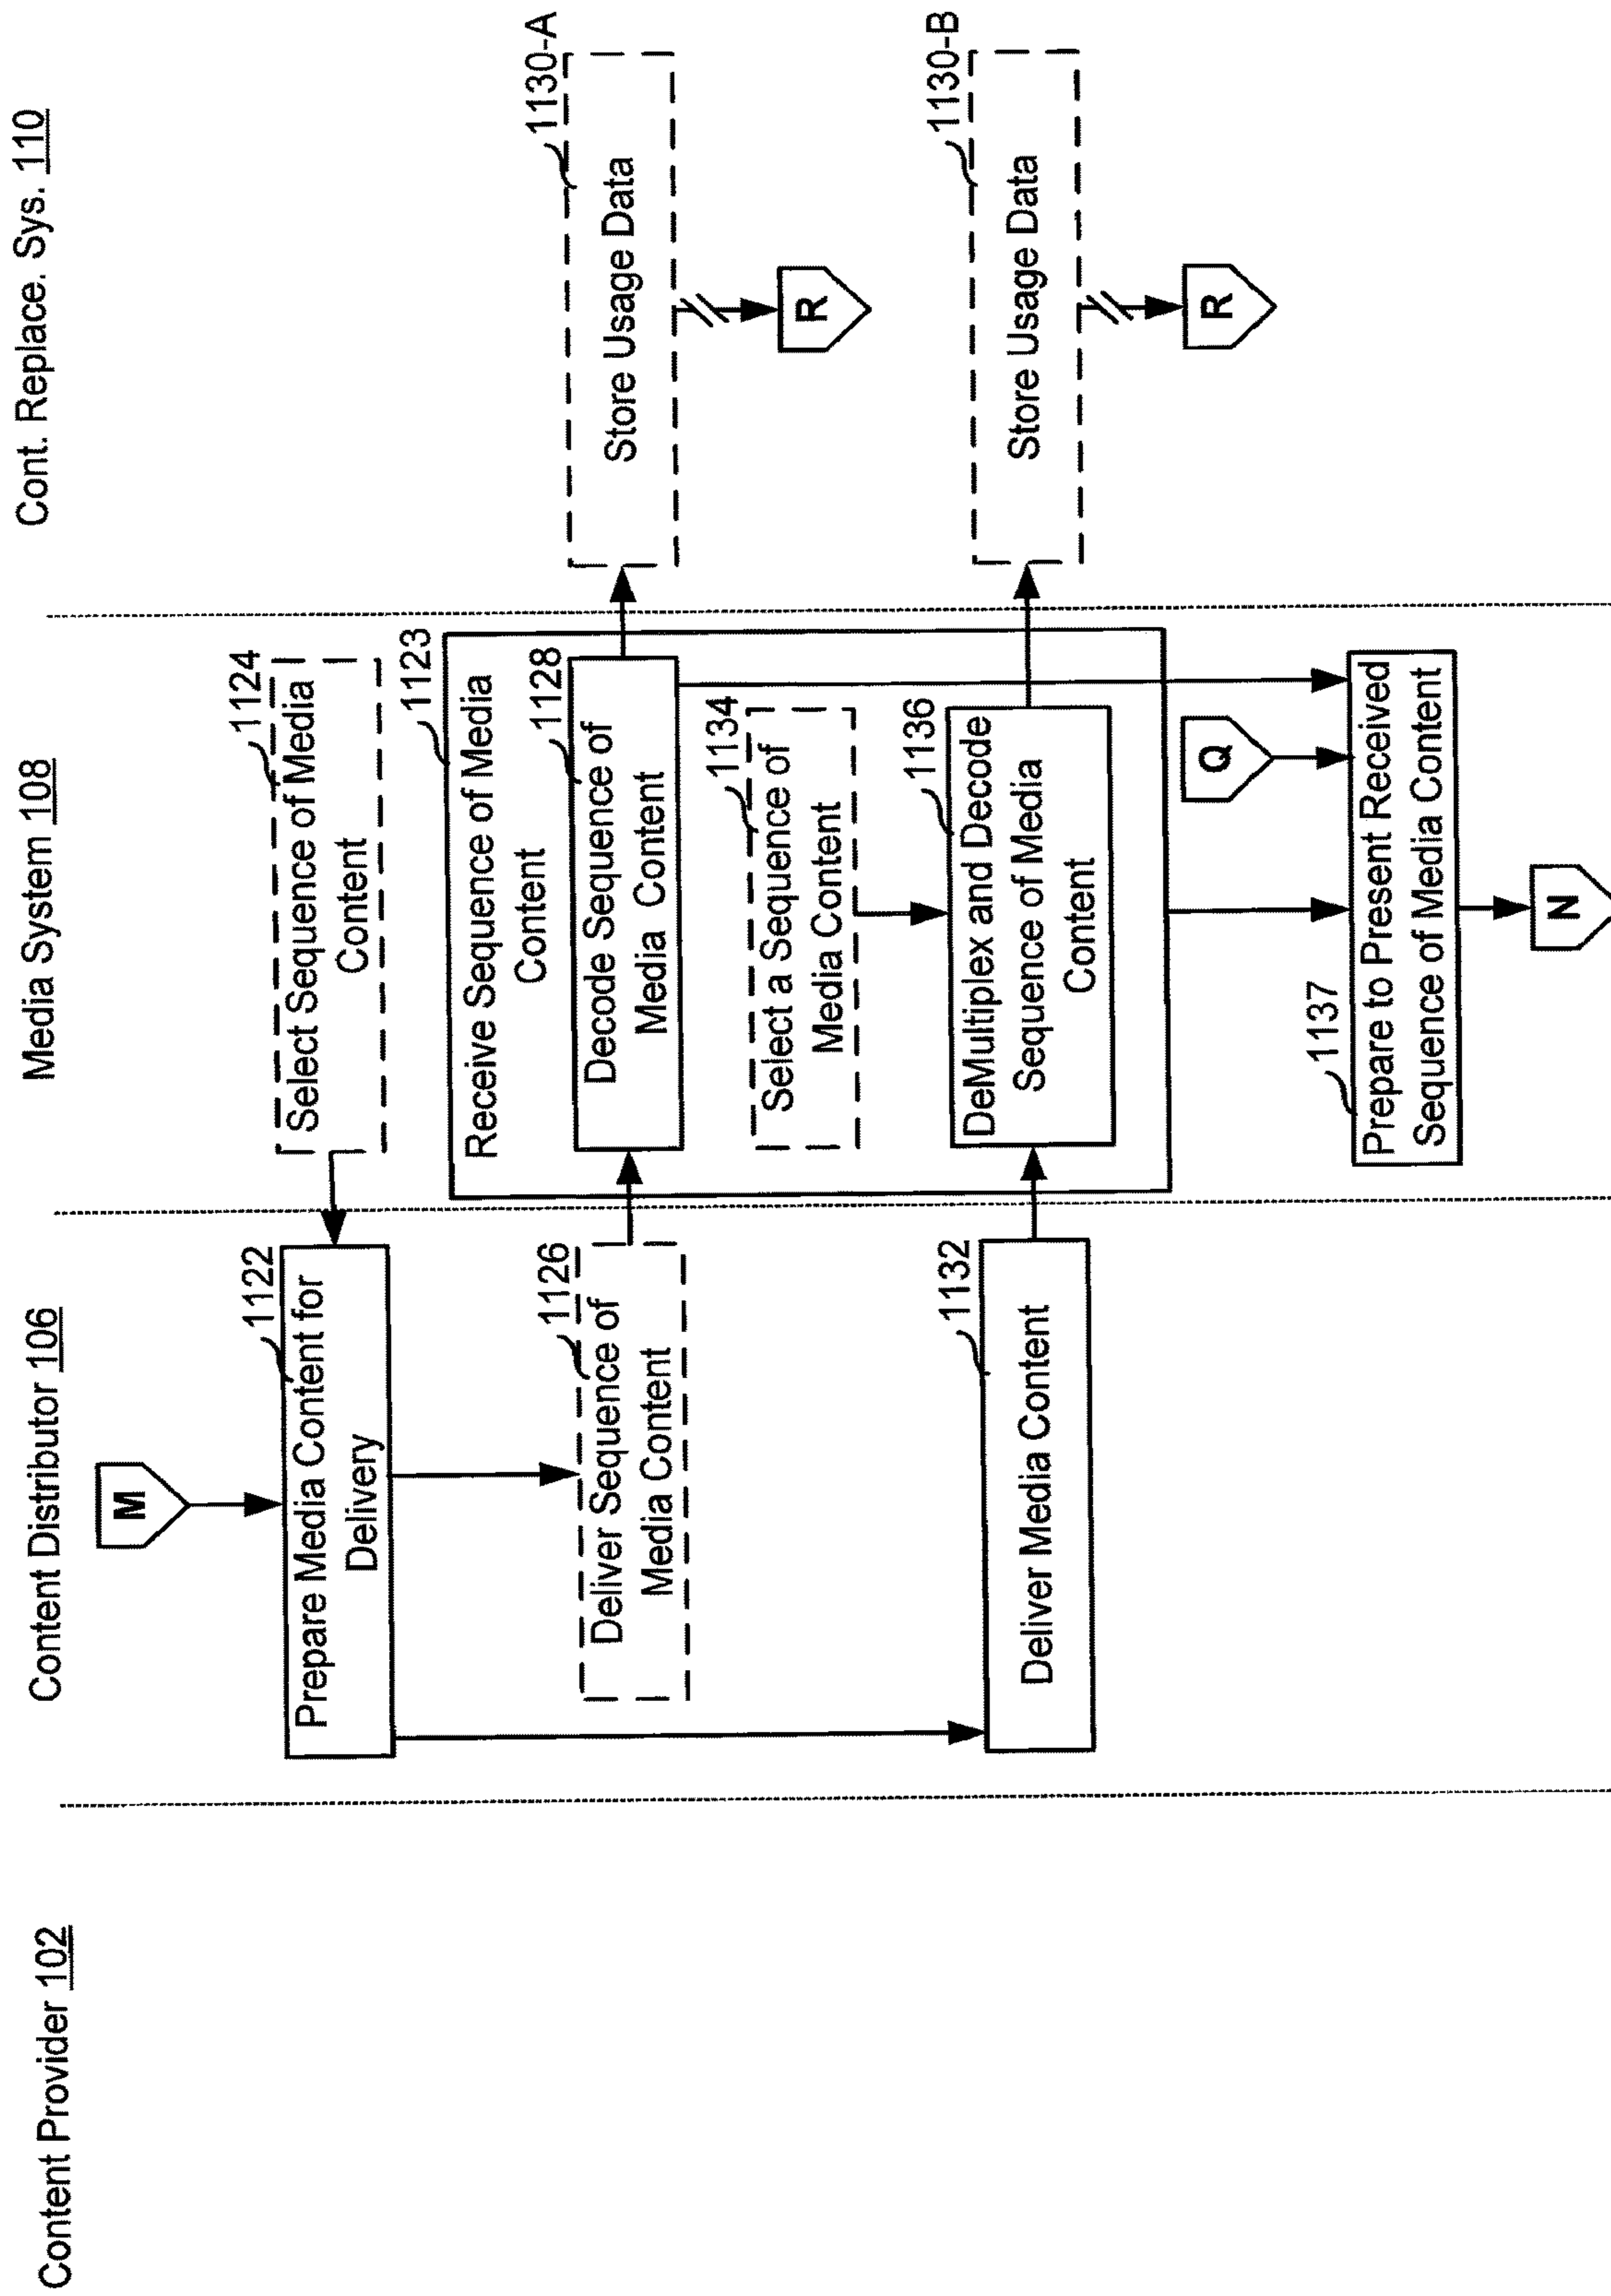 Content Provider 102
Content Distributor 106
Media System 108
Cont. Replace. Sys. 110
M
1122
Prepare Media Content for
Delivery
1124
Select Sequence of Media
Content
1123
Receive Sequence of Media
Content
1126
Deliver Sequence of
Media Content
1128
Decode Sequence of
Media Content
1130-A
Store Usage Data
R
1134
Select a Sequence of
Media Content
1132
Deliver Media Content
1136
DeMultiplex and Decode
Sequence of Media
Content
1130-B
Store Usage Data
R
Q
1137
Prepare to Present Received
Sequence of Media Content
N